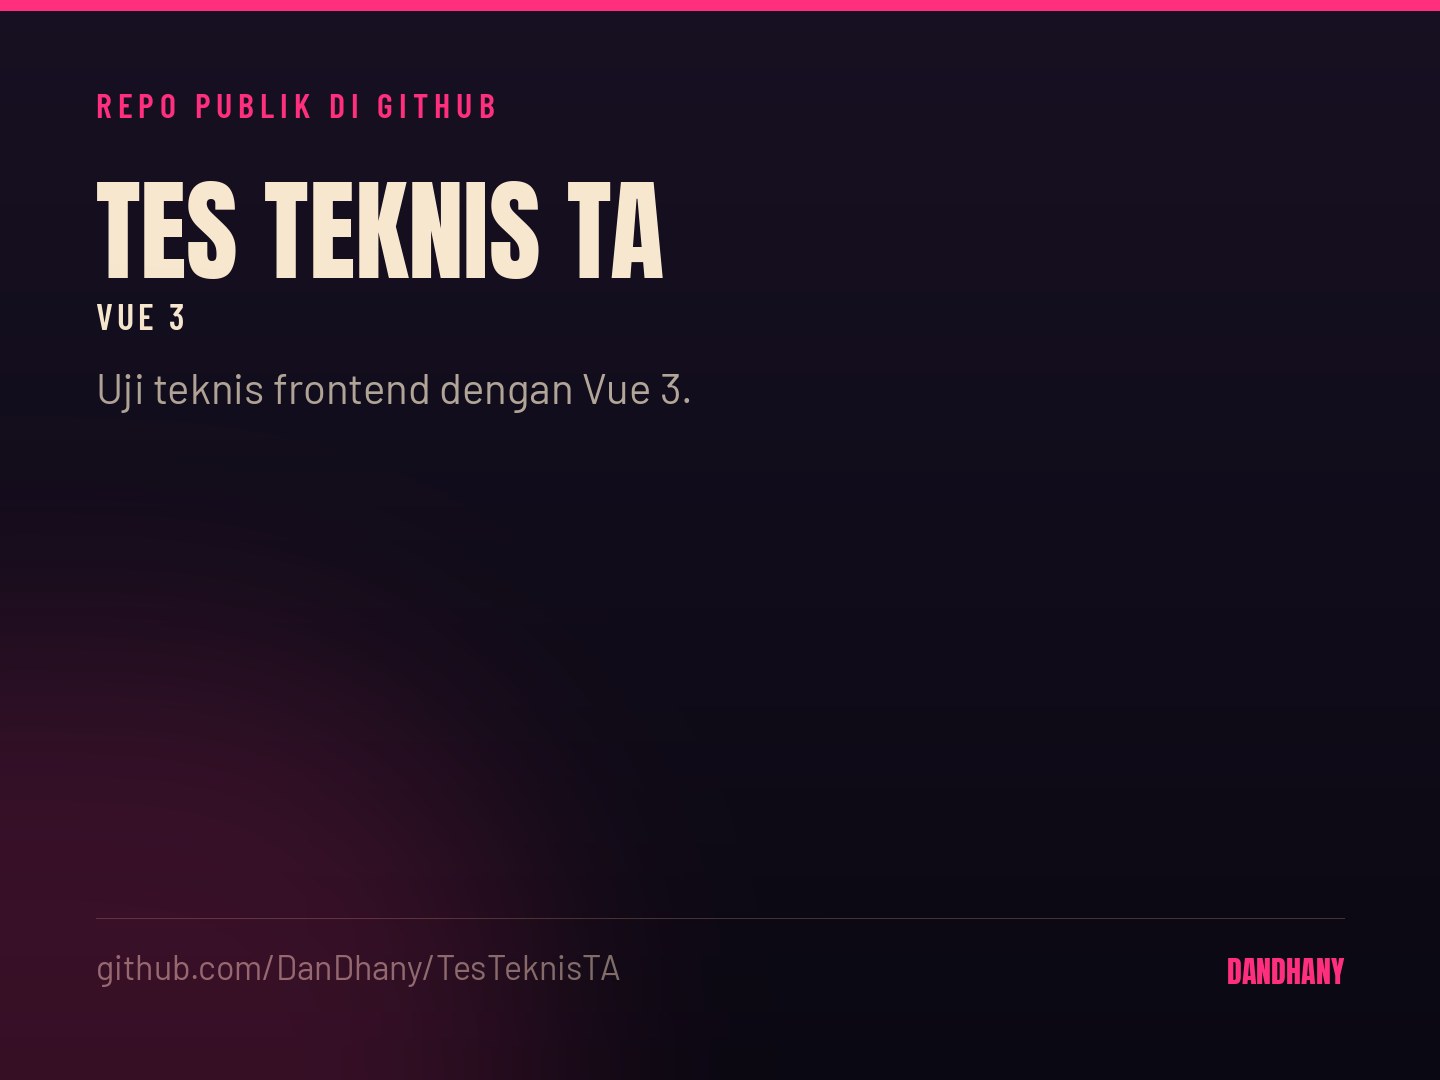 REPO PUBLIK DI GITHUB
TES TEKNIS TA
VUE 3
Uji teknis frontend dengan Vue 3.
github.com/DanDhany/TesTeknisTA
DANDHANY